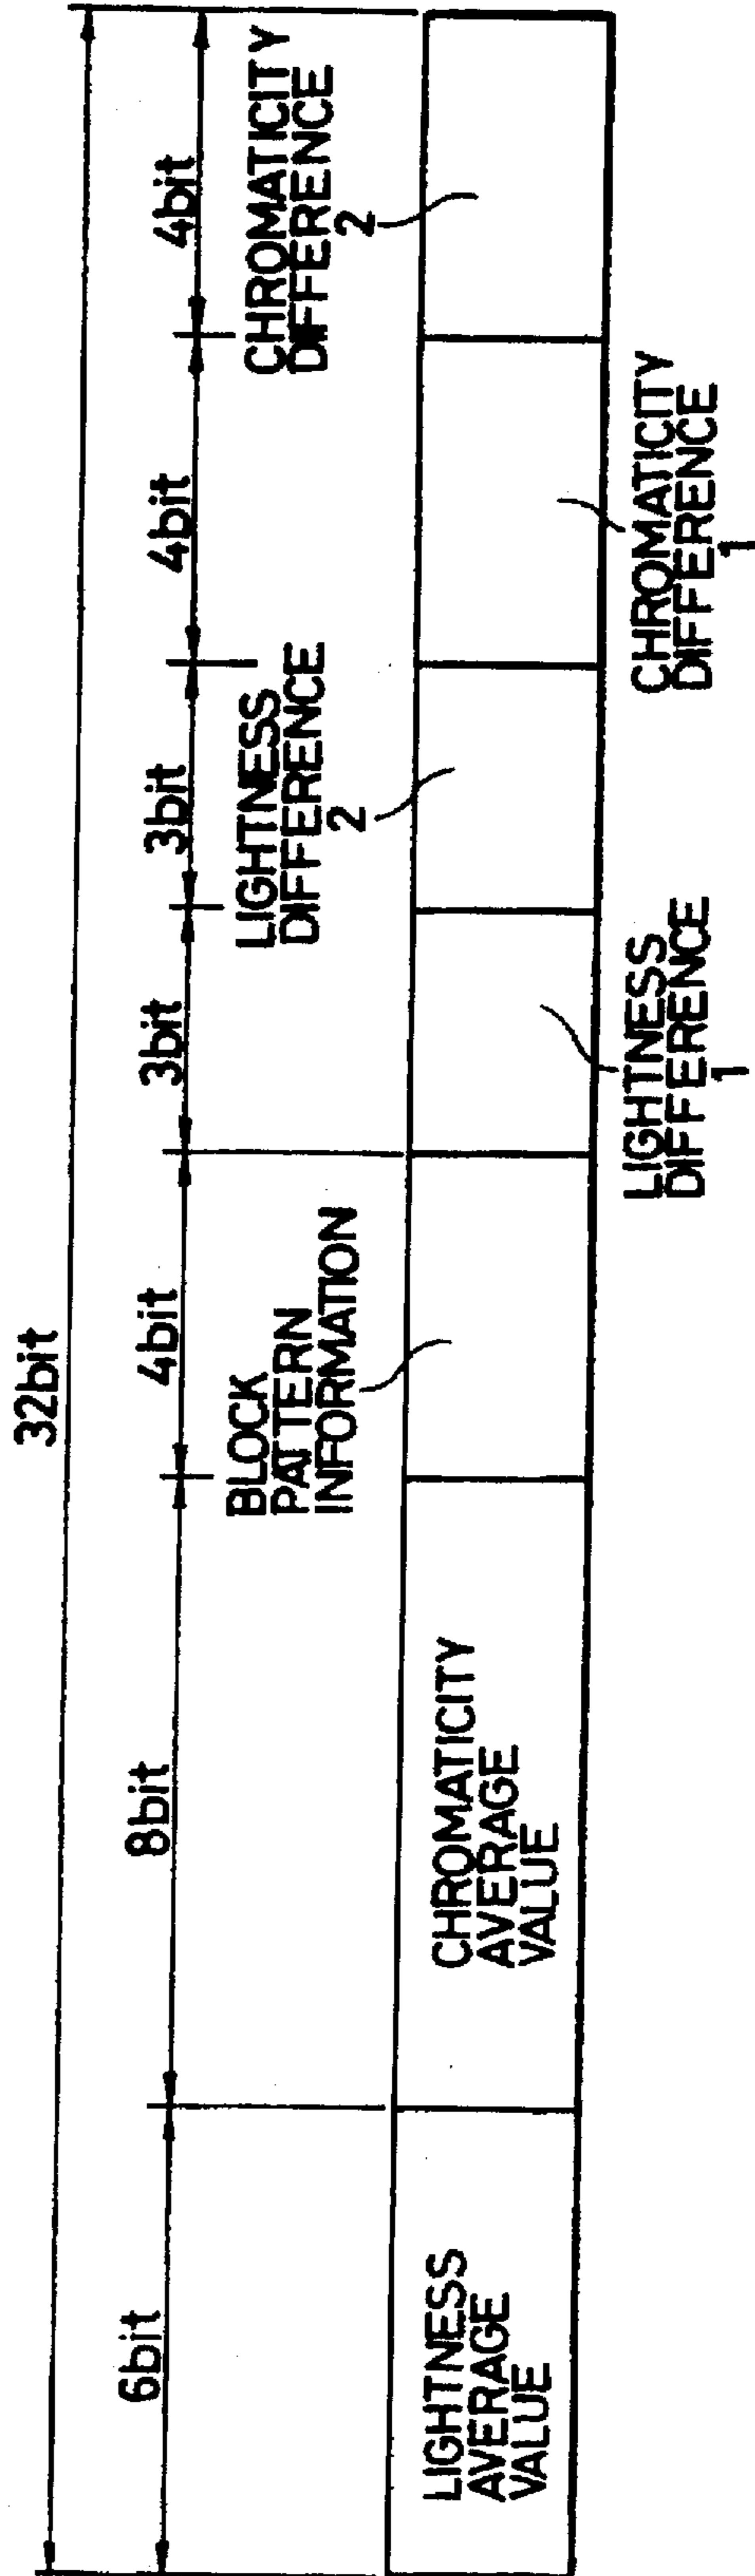 32bit
6bit
8bit
4bit
3bit
3bit
4bit
4bit
BLOCK
PATTERN
INFORMATION
LIGHTNESS
DIFFERENCE
2
CHROMATICITY
DIFFERENCE
2
LIGHTNESS
AVERAGE
VALUE
CHROMATICITY
AVERAGE
VALUE
LIGHTNESS
DIFFERENCE
1
CHROMATICITY
DIFFERENCE
1